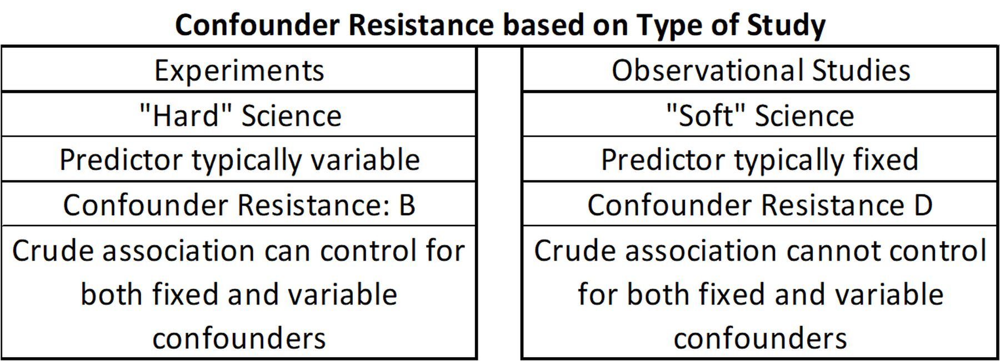 Confounder Resistance based on Type of Study
Experiments
"Hard" Science
Predictor typically variable
Confounder Resistance: B
Crude association can control for
both fixed and variable
confounders
Observational Studies
"Soft" Science
Predictor typically fixed
Confounder Resistance D
Crude association cannot control
for both fixed and variable
confounders